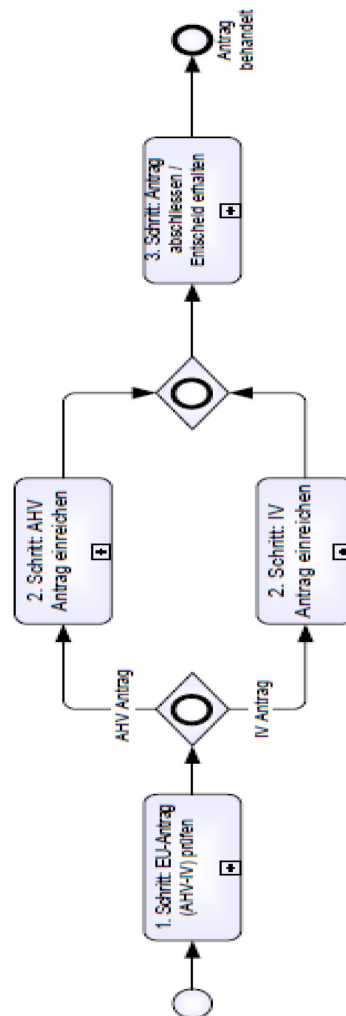 1. Schritt: EU-Antrag
(AHV-IV) prüfen
AHV Antrag
IV Antrag
2. Schritt: AHV
Antrag einreichen
2. Schritt: IV
Antrag einreichen
3. Schritt: Antrag
abschliessen /
Entscheid erhalten
Antrag
behandelt